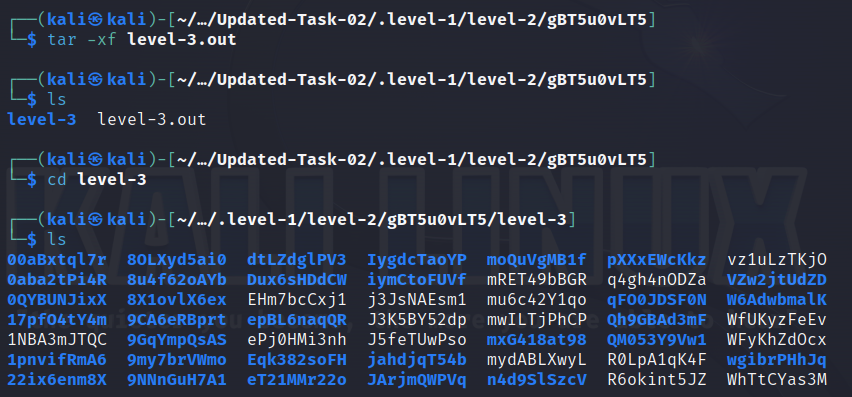 ┌──(kali㉿kali)-[~/…/Updated-Task-02/.level-1/level-2/gBT5u0vLT5]
└─$ tar -xf level-3.out
┌──(kali㉿kali)-[~/…/Updated-Task-02/.level-1/level-2/gBT5u0vLT5]
└─$ ls
level-3  level-3.out
┌──(kali㉿kali)-[~/…/Updated-Task-02/.level-1/level-2/gBT5u0vLT5]
└─$ cd level-3
┌──(kali㉿kali)-[~/…/.level-1/level-2/gBT5u0vLT5/level-3]
└─$ ls
00aBxtql7r  8OLXyd5ai0  dtLZdglPV3  IygdcTaoYP  moQuVgMB1f  pXXxEWcKkz  vz1uLzTKjO
0aba2tPi4R  8u4f62oAYb  Dux6sHDdCW  iymCtoFUVf  mRET49bBGR  q4gh4nODZa  VZw2jtUdZD
0QYBUNJixX  8X1ovlX6ex  EHm7bcCxj1  j3JsNAEsm1  mu6c42Y1qo  qFO0JDSF0N  W6AdwbmalK
17pfO4tY4m  9CA6eRBprt  epBL6naqQR  J3K5BY52dp  mwILTjPhCP  Qh9GBAd3mF  WfUKyzFeEv
1NBA3mJTQC  9GqYmpQsAS  ePj0HMi3nh  J5feTUwPso  mxG418at98  QM053Y9Vw1  WFyKhZdOcx
1pnvifRmA6  9my7brVWmo  Eqk382soFH  jahdjqT54b  mydABLXwyL  R0LpA1qK4F  wgibrPHhJq
22ix6enm8X  9NNnGuH7A1  eT21MMr22o  JArjmQWPVq  n4d9SlSzcV  R6okint5JZ  WhTtCYas3M
KALI LINUX